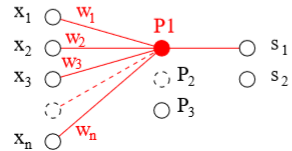 x₁ w₁ P1 s₁
x₂ w₂ s₂
x₃ w₃ P₂
P₃
xₙ wₙ